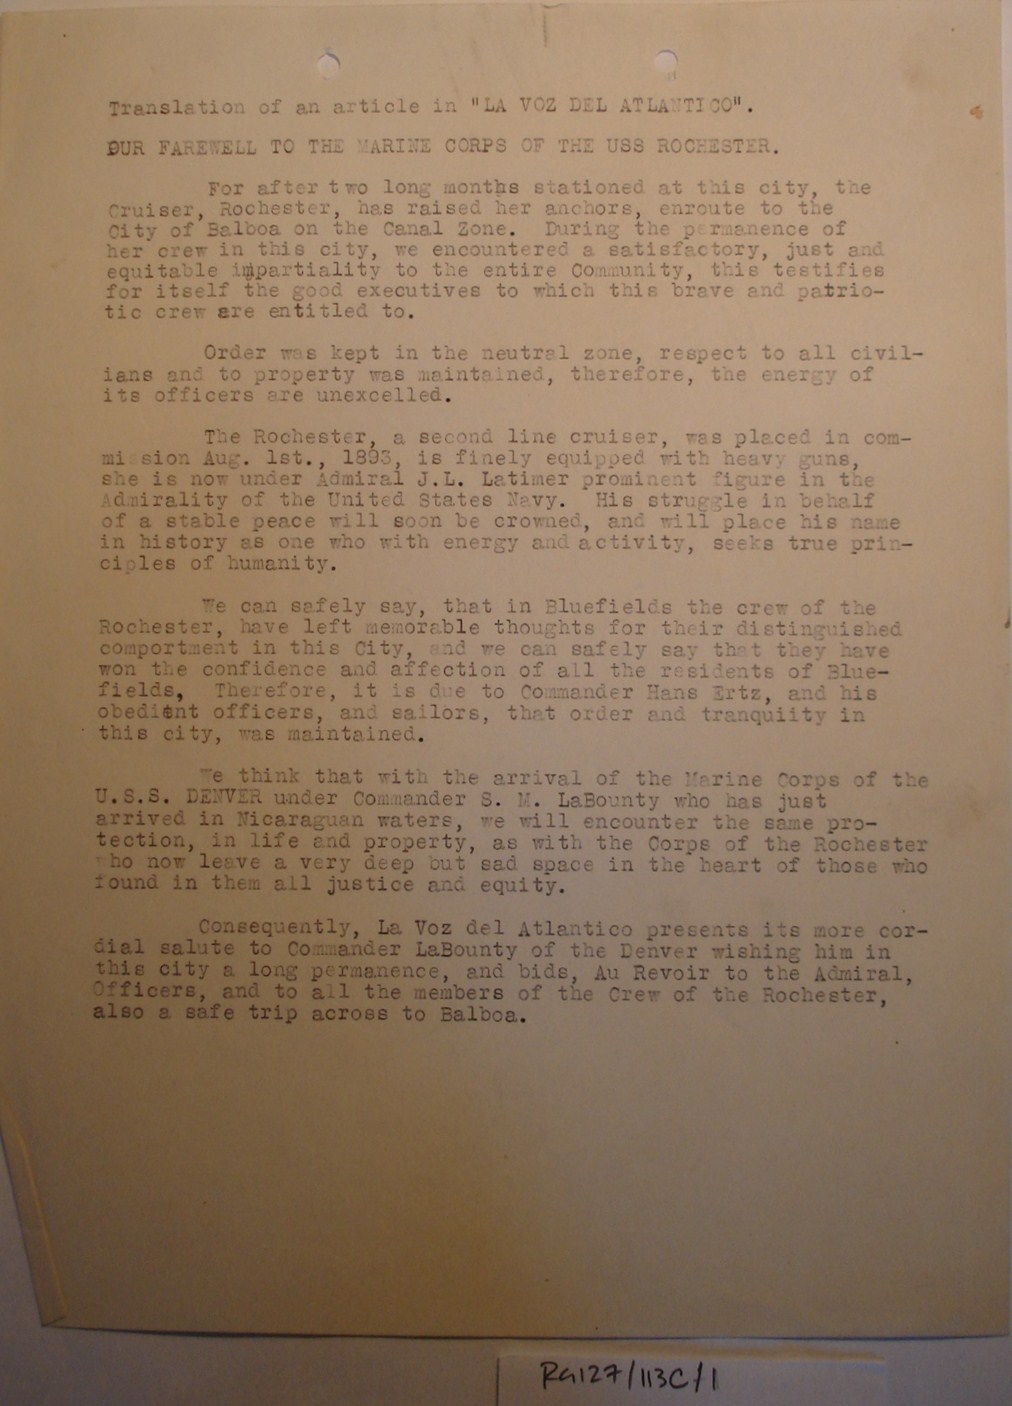 Translation of an article in "LA VOZ DEL ATLANTICO".
OUR FAREWELL TO THE MARINE CORPS OF THE USS ROCHESTER.
For after two long months stationed at this city, the
Cruiser, Rochester, has raised her anchors, enroute to the
City of Balboa on the Canal Zone. During the permanence of
her crew in this city, we encountered a satisfactory, just and
equitable impartiality to the entire Community, this testifies
for itself the good executives to which this brave and patrio-
tic crew are entitled to.
Order was kept in the neutral zone, respect to all civil-
ians and to property was maintained, therefore, the energy of
its officers are unexcelled.
The Rochester, a second line cruiser, was placed in com-
mission Aug. 1st., 1893, is finely equipped with heavy guns,
she is now under Admiral J.L. Latimer prominent figure in the
Admirality of the United States Navy. His struggle in behalf
of a stable peace will soon be crowned, and will place his name
in history as one who with energy and activity, seeks true prin-
ciples of humanity.
We can safely say, that in Bluefields the crew of the
Rochester, have left memorable thoughts for their distinguished
comportment in this City, and we can safely say that they have
won the confidence and affection of all the residents of Blue-
fields, Therefore, it is due to Commander Hans Ertz, and his
obedient officers, and sailors, that order and tranquiity in
this city, was maintained.
We think that with the arrival of the Marine Corps of the
U.S.S. DENVER under Commander S. M. LaBounty who has just
arrived in Nicaraguan waters, we will encounter the same pro-
tection, in life and property, as with the Corps of the Rochester
who now leave a very deep but sad space in the heart of those who
found in them all justice and equity.
Consequently, La Voz del Atlantico presents its more cor-
dial salute to Commander LaBounty of the Denver wishing him in
this city a long permanence, and bids, Au Revoir to the Admiral,
Officers, and to all the members of the Crew of the Rochester,
also a safe trip across to Balboa.
RG127/113C/1